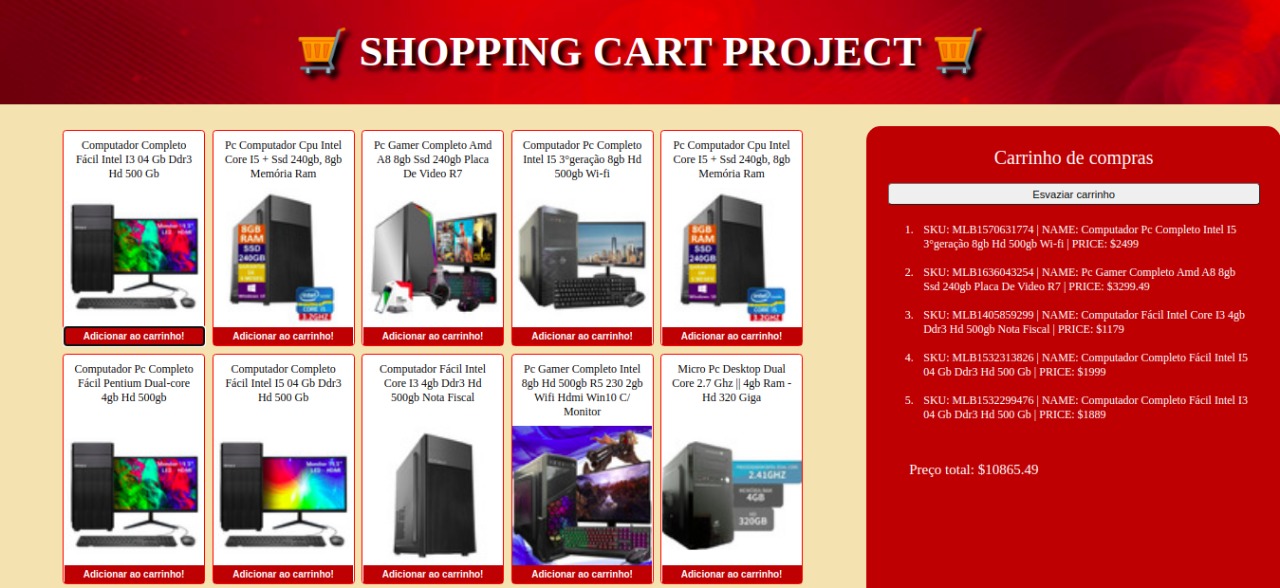 SHOPPING CART PROJECT
Computador Completo
Fácil Intel I3 04 Gb Ddr3
Hd 500 Gb
Adicionar ao carrinho!
Pc Computador Cpu Intel
Core I5 + Ssd 240gb, 8gb
Memória Ram
8GB
RAM
SSD
240GB
Adicionar ao carrinho!
Pc Gamer Completo Amd
A8 8gb Ssd 240gb Placa
De Video R7
Adicionar ao carrinho!
Computador Pc Completo
Intel I5 3°geração 8gb Hd
500gb Wi-fi
Adicionar ao carrinho!
Pc Computador Cpu Intel
Core I5 + Ssd 240gb, 8gb
Memória Ram
8GB
RAM
SSD
240GB
Adicionar ao carrinho!
Computador Pc Completo
Fácil Pentium Dual-core
4gb Hd 500gb
Adicionar ao carrinho!
Computador Completo
Fácil Intel I5 04 Gb Ddr3
Hd 500 Gb
Adicionar ao carrinho!
Computador Fácil Intel
Core I3 4gb Ddr3 Hd
500gb Nota Fiscal
Adicionar ao carrinho!
Pc Gamer Completo Intel
8gb Hd 500gb R5 230 2gb
Wifi Hdmi Win10 C/
Monitor
Adicionar ao carrinho!
Micro Pc Desktop Dual
Core 2.7 Ghz || 4gb Ram -
Hd 320 Giga
2.41GHZ
4GB
320GB
Adicionar ao carrinho!
Carrinho de compras
Esvaziar carrinho
1. SKU: MLB1570631774 | NAME: Computador Pc Completo Intel I5
3°geração 8gb Hd 500gb Wi-fi | PRICE: $2499
2. SKU: MLB1636043254 | NAME: Pc Gamer Completo Amd A8 8gb
Ssd 240gb Placa De Video R7 | PRICE: $3299.49
3. SKU: MLB1405859299 | NAME: Computador Fácil Intel Core I3 4gb
Ddr3 Hd 500gb Nota Fiscal | PRICE: $1179
4. SKU: MLB1532313826 | NAME: Computador Completo Fácil Intel I5
04 Gb Ddr3 Hd 500 Gb | PRICE: $1999
5. SKU: MLB1532299476 | NAME: Computador Completo Fácil Intel I3
04 Gb Ddr3 Hd 500 Gb | PRICE: $1889
Preço total: $10865.49